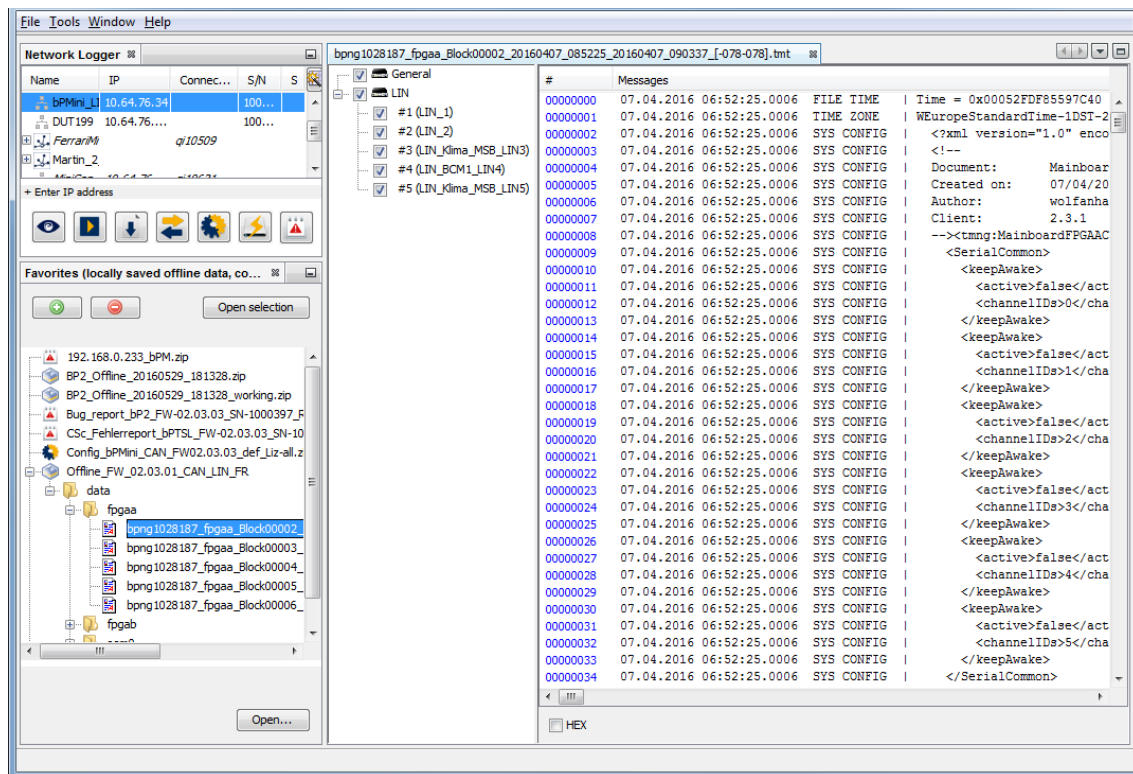 File Tools Window Help
Network Logger
Name IP Connec... S/N S
bPMini_LI 10.64.76.34 100...
DUT199 10.64.76.... 100...
FerrariMi qi10509
Martin_2
+ Enter IP address
Favorites (locally saved offline data, co...
Open selection
192.168.0.233_bPM.zip
BP2_Offline_20160529_181328.zip
BP2_Offline_20160529_181328_working.zip
Bug_report_bP2_FW-02.03.03_SN-1000397_F
CSc_Fehlerreport_bPTSL_FW-02.03.03_SN-10
Config_bPMini_CAN_FW02.03.03_def_Liz-all.z
Offline_FW_02.03.01_CAN_LIN_FR
data
fpgaa
bpng1028187_fpgaa_Block00002_
bpng1028187_fpgaa_Block00003_
bpng1028187_fpgaa_Block00004_
bpng1028187_fpgaa_Block00005_
bpng1028187_fpgaa_Block00006_
fpgab
Open...
bpng1028187_fpgaa_Block00002_20160407_085225_20160407_090337_[-078-078].tmt
General
LIN
#1 (LIN_1)
#2 (LIN_2)
#3 (LIN_Klima_MSB_LIN3)
#4 (LIN_BCM1_LIN4)
#5 (LIN_Klima_MSB_LIN5)
# Messages
00000000 07.04.2016 06:52:25.0006 FILE TIME | Time = 0x00052FDF85597C40
00000001 07.04.2016 06:52:25.0006 TIME ZONE | WEuropeStandardTime-1DST-2
00000002 07.04.2016 06:52:25.0006 SYS CONFIG | <?xml version="1.0" enco
00000003 07.04.2016 06:52:25.0006 SYS CONFIG | <!--
00000004 07.04.2016 06:52:25.0006 SYS CONFIG | Document: Mainboar
00000005 07.04.2016 06:52:25.0006 SYS CONFIG | Created on: 07/04/20
00000006 07.04.2016 06:52:25.0006 SYS CONFIG | Author: wolfanha
00000007 07.04.2016 06:52:25.0006 SYS CONFIG | Client: 2.3.1
00000008 07.04.2016 06:52:25.0006 SYS CONFIG | --><tmng:MainboardFPGAAC
00000009 07.04.2016 06:52:25.0006 SYS CONFIG | <SerialCommon>
00000010 07.04.2016 06:52:25.0006 SYS CONFIG | <keepAwake>
00000011 07.04.2016 06:52:25.0006 SYS CONFIG | <active>false</act
00000012 07.04.2016 06:52:25.0006 SYS CONFIG | <channelIDs>0</cha
00000013 07.04.2016 06:52:25.0006 SYS CONFIG | </keepAwake>
00000014 07.04.2016 06:52:25.0006 SYS CONFIG | <keepAwake>
00000015 07.04.2016 06:52:25.0006 SYS CONFIG | <active>false</act
00000016 07.04.2016 06:52:25.0006 SYS CONFIG | <channelIDs>1</cha
00000017 07.04.2016 06:52:25.0006 SYS CONFIG | </keepAwake>
00000018 07.04.2016 06:52:25.0006 SYS CONFIG | <keepAwake>
00000019 07.04.2016 06:52:25.0006 SYS CONFIG | <active>false</act
00000020 07.04.2016 06:52:25.0006 SYS CONFIG | <channelIDs>2</cha
00000021 07.04.2016 06:52:25.0006 SYS CONFIG | </keepAwake>
00000022 07.04.2016 06:52:25.0006 SYS CONFIG | <keepAwake>
00000023 07.04.2016 06:52:25.0006 SYS CONFIG | <active>false</act
00000024 07.04.2016 06:52:25.0006 SYS CONFIG | <channelIDs>3</cha
00000025 07.04.2016 06:52:25.0006 SYS CONFIG | </keepAwake>
00000026 07.04.2016 06:52:25.0006 SYS CONFIG | <keepAwake>
00000027 07.04.2016 06:52:25.0006 SYS CONFIG | <active>false</act
00000028 07.04.2016 06:52:25.0006 SYS CONFIG | <channelIDs>4</cha
00000029 07.04.2016 06:52:25.0006 SYS CONFIG | </keepAwake>
00000030 07.04.2016 06:52:25.0006 SYS CONFIG | <keepAwake>
00000031 07.04.2016 06:52:25.0006 SYS CONFIG | <active>false</act
00000032 07.04.2016 06:52:25.0006 SYS CONFIG | <channelIDs>5</cha
00000033 07.04.2016 06:52:25.0006 SYS CONFIG | </keepAwake>
00000034 07.04.2016 06:52:25.0006 SYS CONFIG | </SerialCommon>
HEX